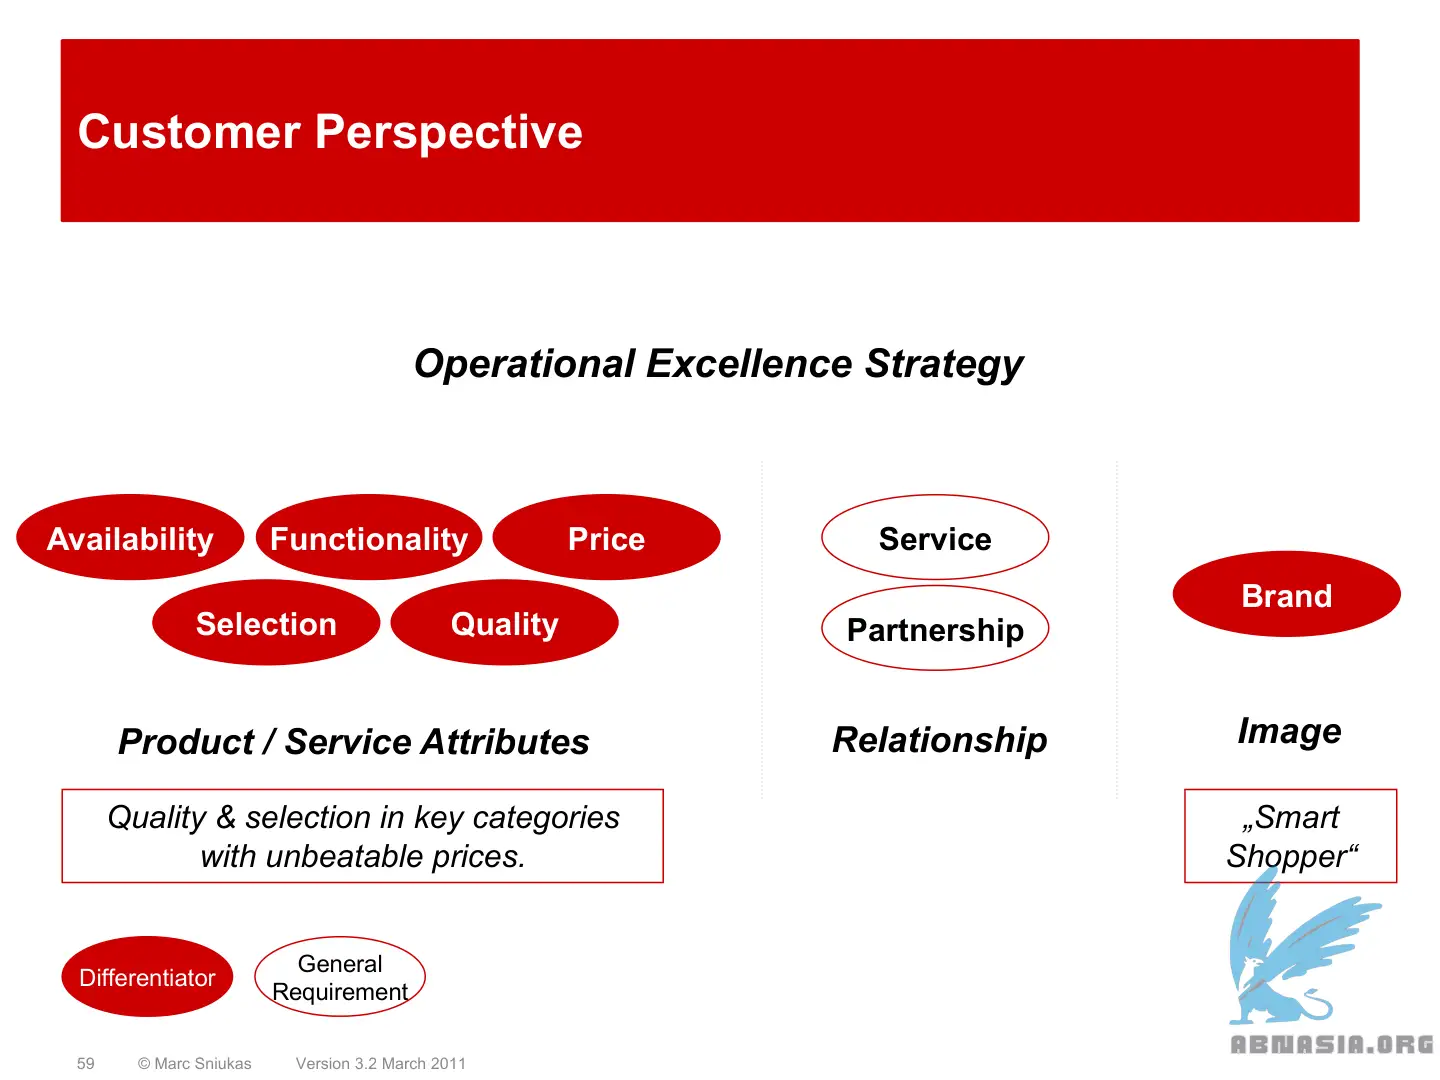 Customer Perspective
Operational Excellence Strategy
Availability
Functionality
Price
Selection
Quality
Service
Partnership
Brand
Product / Service Attributes
Relationship
Image
Quality & selection in key categories
with unbeatable prices.
„Smart
Shopper“
Differentiator
General
Requirement
59 © Marc Sniukas Version 3.2 March 2011
ABNASIA.ORG